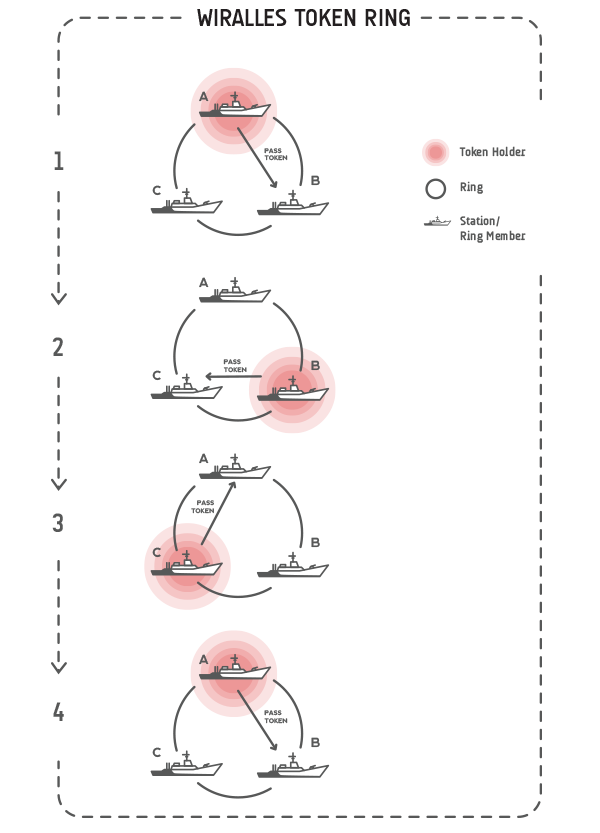 WIRALLES TOKEN RING
A
PASS
TOKEN
B
C
1
Token Holder
Ring
Station/
Ring Member
A
2
PASS
TOKEN
B
C
A
3
PASS
TOKEN
B
C
A
4
PASS
TOKEN
B
C